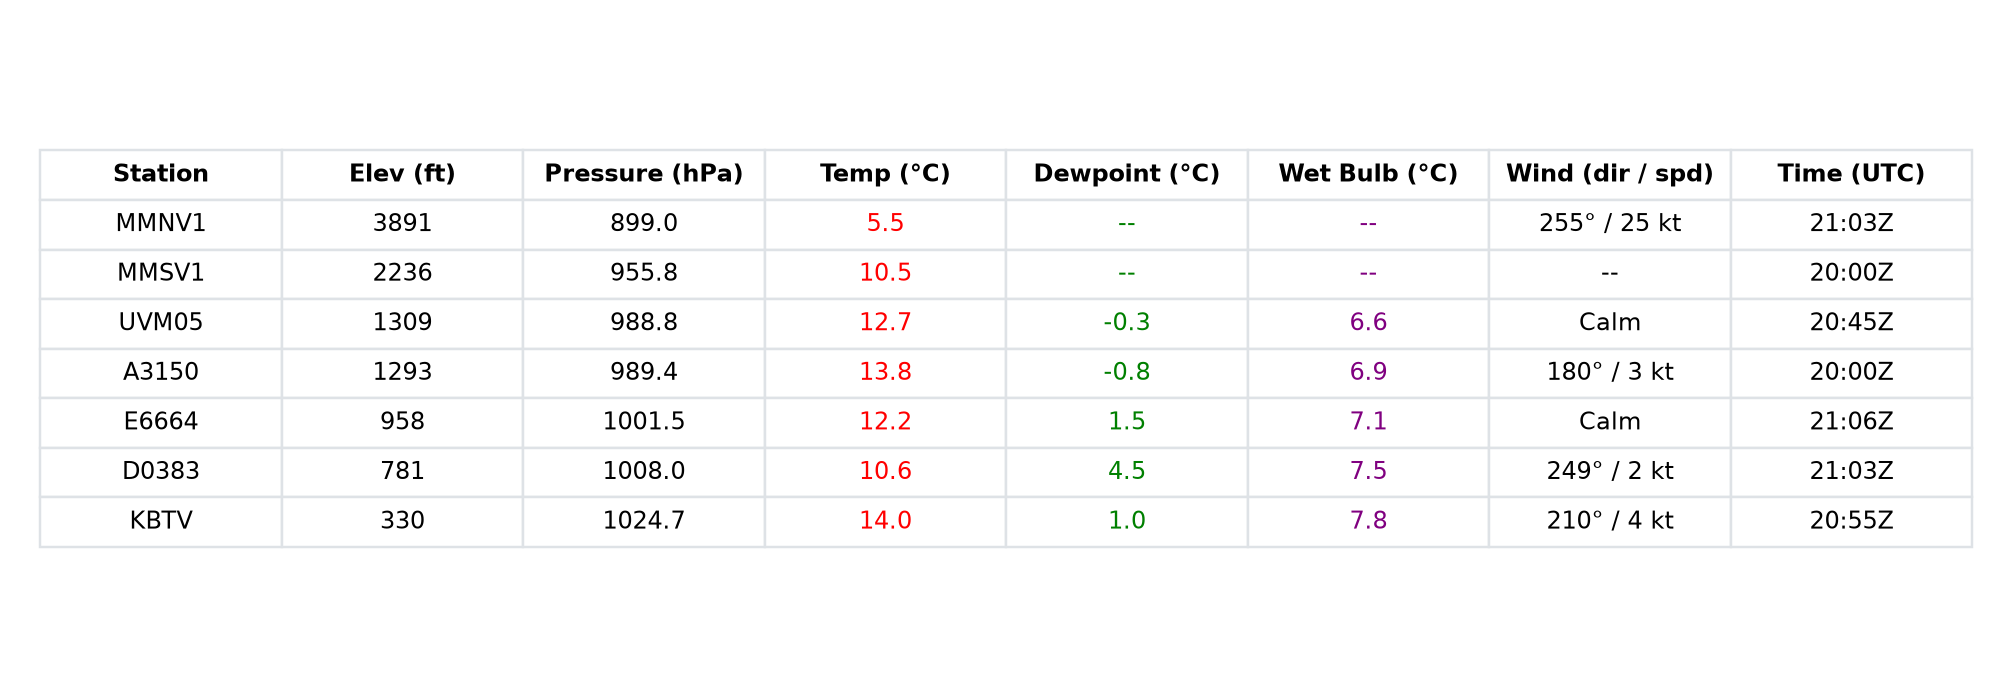 Station Elev (ft) Pressure (hPa) Temp (°C) Dewpoint (°C) Wet Bulb (°C) Wind (dir / spd) Time (UTC)
MMNV1 3891 899.0 5.5 -- -- 255° / 25 kt 21:03Z
MMSV1 2236 955.8 10.5 -- -- -- 20:00Z
UVM05 1309 988.8 12.7 -0.3 6.6 Calm 20:45Z
A3150 1293 989.4 13.8 -0.8 6.9 180° / 3 kt 20:00Z
E6664 958 1001.5 12.2 1.5 7.1 Calm 21:06Z
D0383 781 1008.0 10.6 4.5 7.5 249° / 2 kt 21:03Z
KBTV 330 1024.7 14.0 1.0 7.8 210° / 4 kt 20:55Z